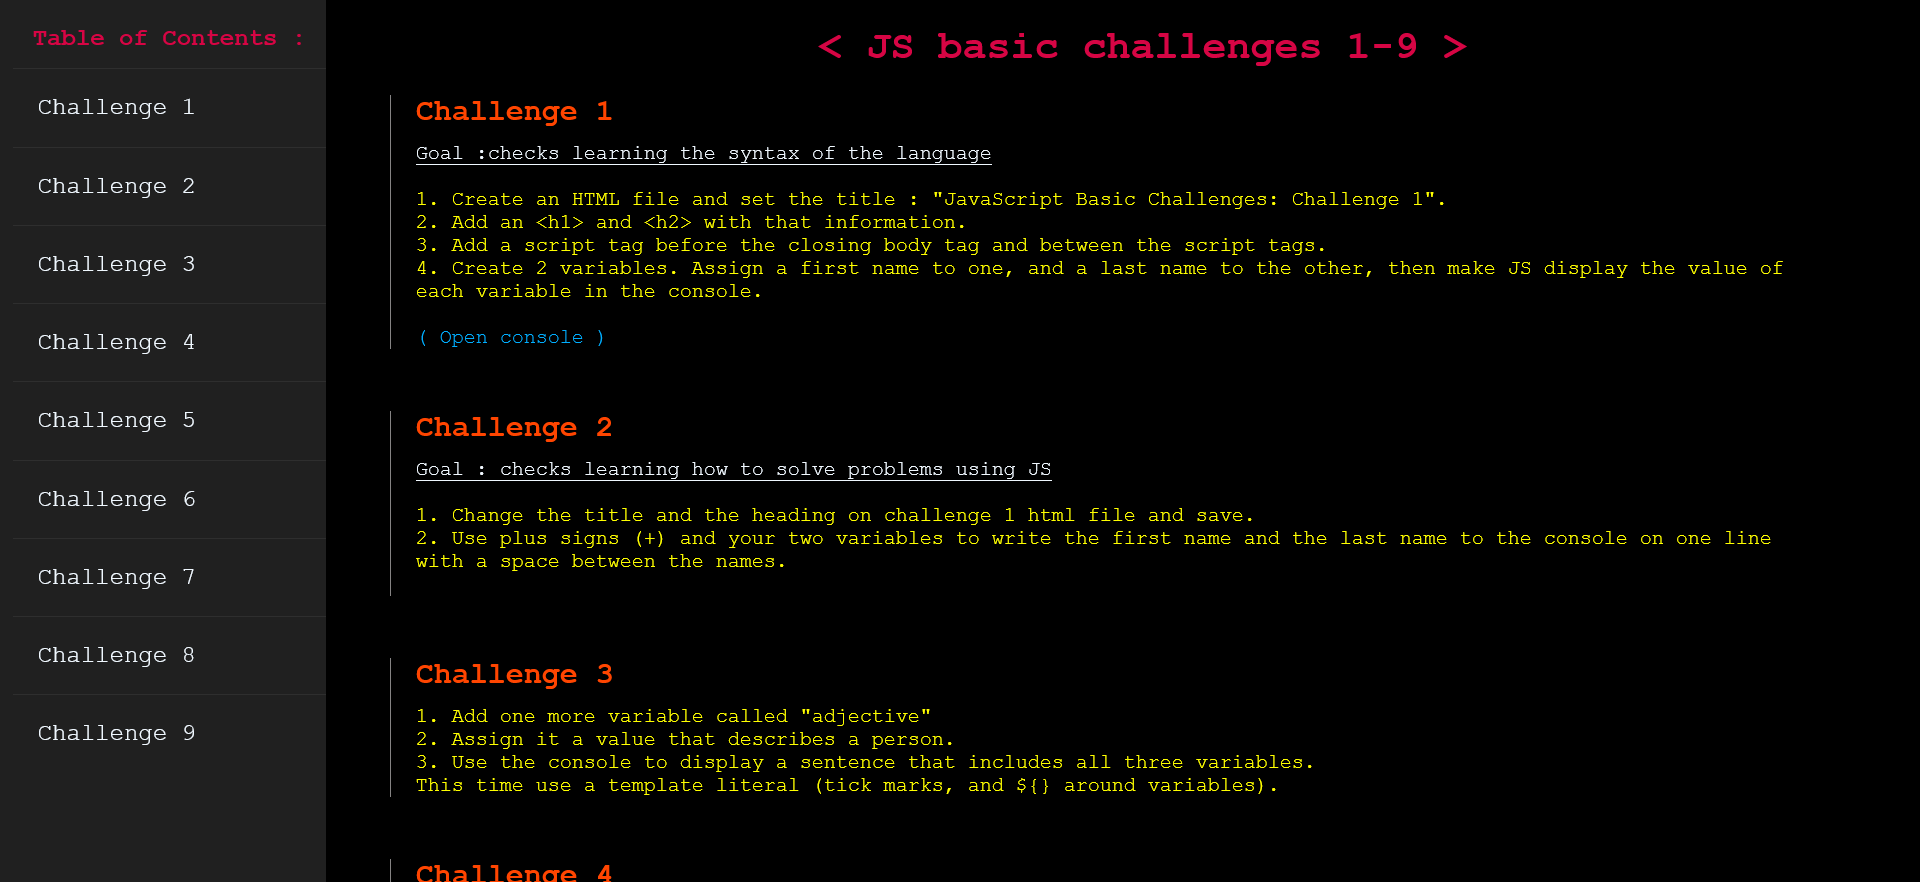 Table of Contents :
Challenge 1
Challenge 2
Challenge 3
Challenge 4
Challenge 5
Challenge 6
Challenge 7
Challenge 8
Challenge 9
< JS basic challenges 1-9 >
Challenge 1
Goal :checks learning the syntax of the language
1. Create an HTML file and set the title : "JavaScript Basic Challenges: Challenge 1".
2. Add an <h1> and <h2> with that information.
3. Add a script tag before the closing body tag and between the script tags.
4. Create 2 variables. Assign a first name to one, and a last name to the other, then make JS display the value of
each variable in the console.
( Open console )
Challenge 2
Goal : checks learning how to solve problems using JS
1. Change the title and the heading on challenge 1 html file and save.
2. Use plus signs (+) and your two variables to write the first name and the last name to the console on one line
with a space between the names.
Challenge 3
1. Add one more variable called "adjective"
2. Assign it a value that describes a person.
3. Use the console to display a sentence that includes all three variables.
This time use a template literal (tick marks, and ${} around variables).
Challenge 4